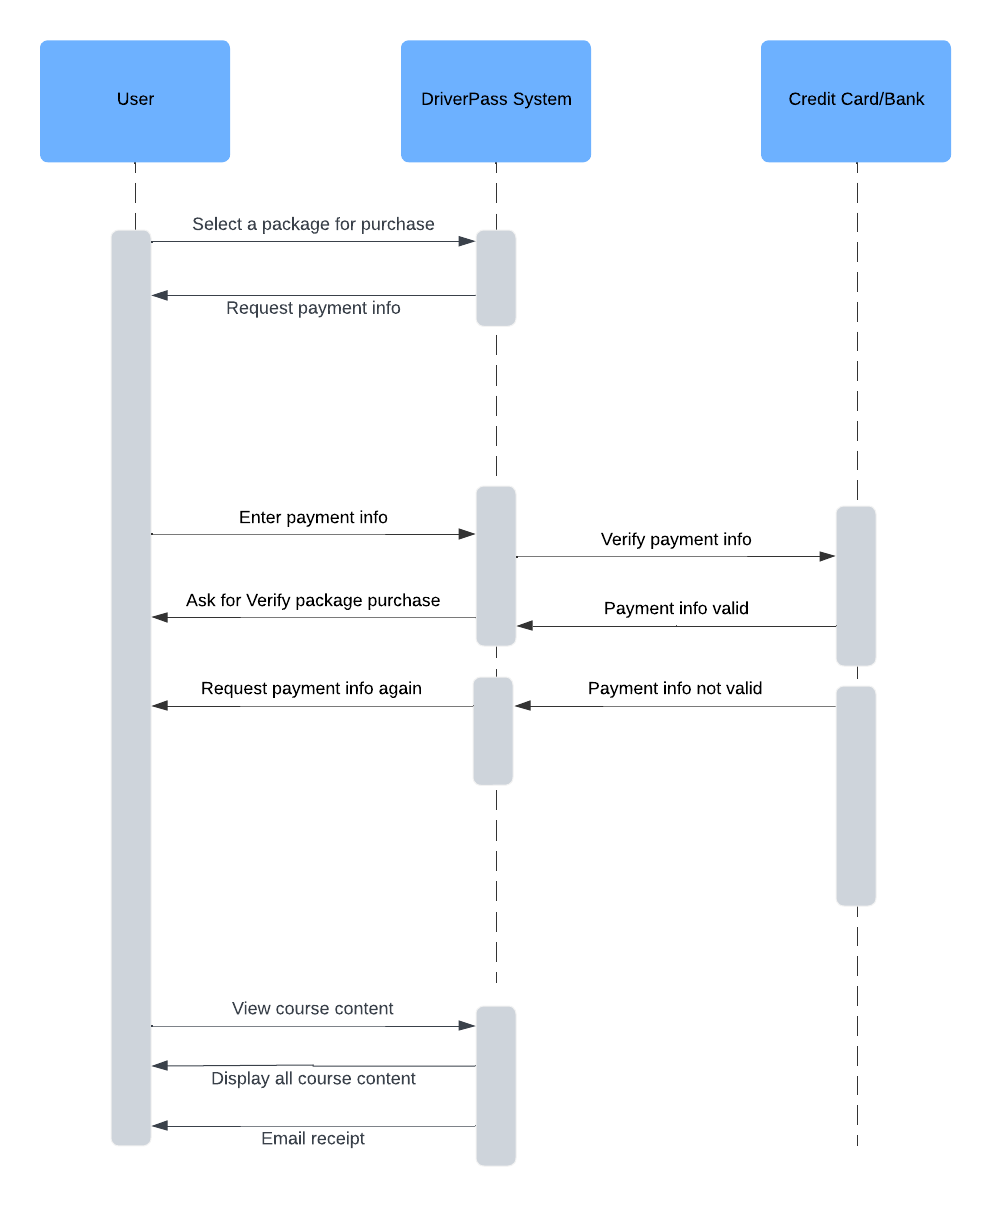 User
DriverPass System
Credit Card/Bank
Select a package for purchase
Request payment info
Enter payment info
Verify payment info
Ask for Verify package purchase
Payment info valid
Request payment info again
Payment info not valid
View course content
Display all course content
Email receipt